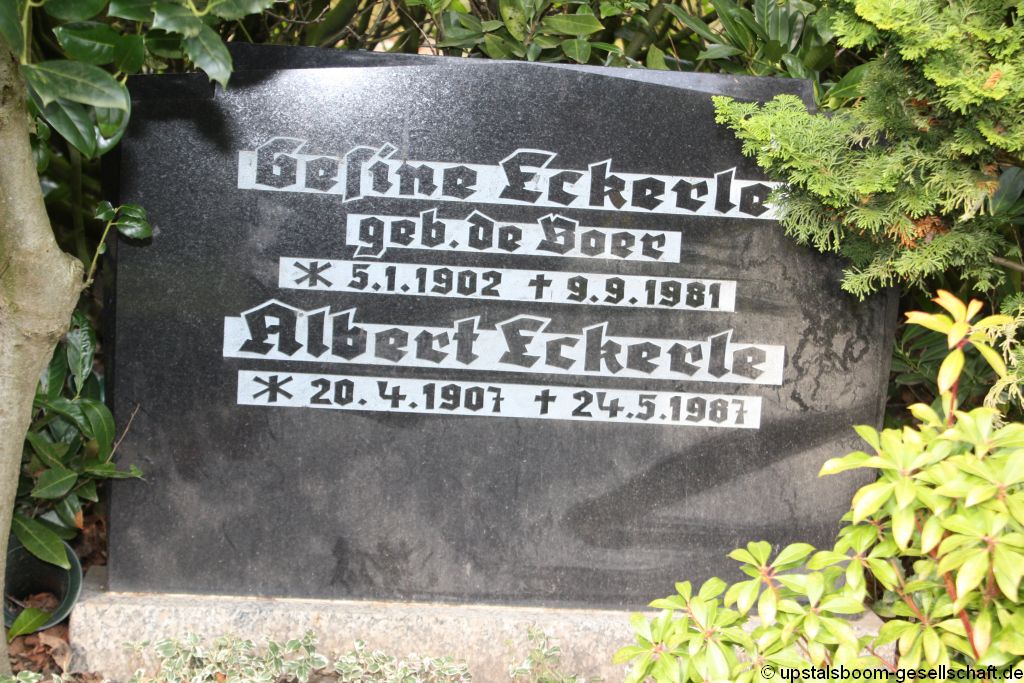 Gesine Eckerle
geb. de Boer
* 5.1.1902 † 9.9.1981
Albert Eckerle
* 20.4.1907 † 24.5.1987
© upstalsboom-gesellschaft.de